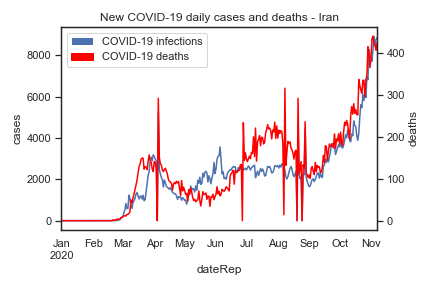 New COVID-19 daily cases and deaths - Iran
COVID-19 infections
COVID-19 deaths
cases
8000
6000
4000
2000
0
deaths
400
300
200
100
0
Jan Feb Mar Apr May Jun Jul Aug Sep Oct Nov
2020
dateRep